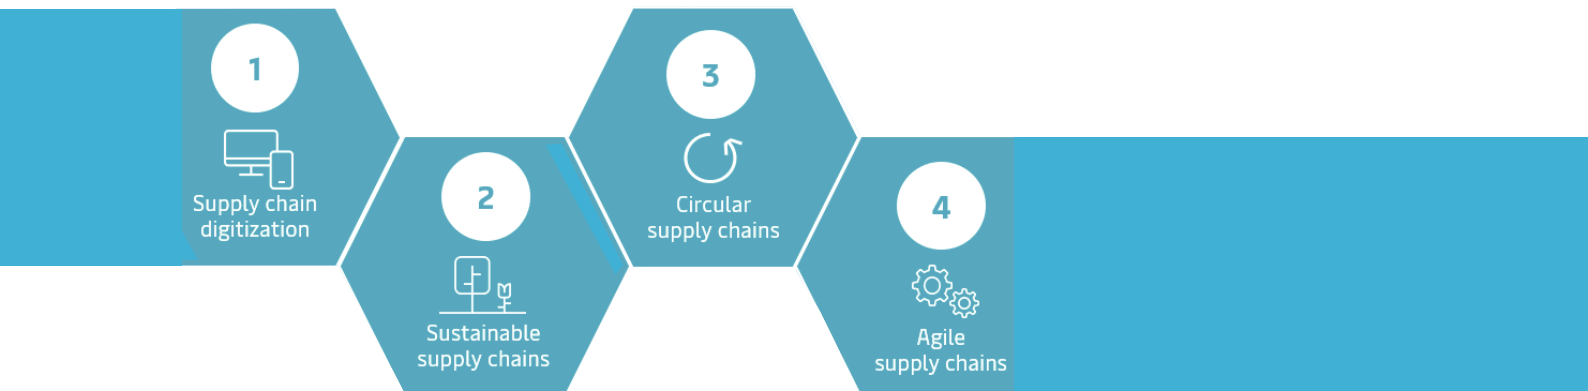 1
Supply chain
digitization
2
Sustainable
supply chains
3
Circular
supply chains
4
Agile
supply chains